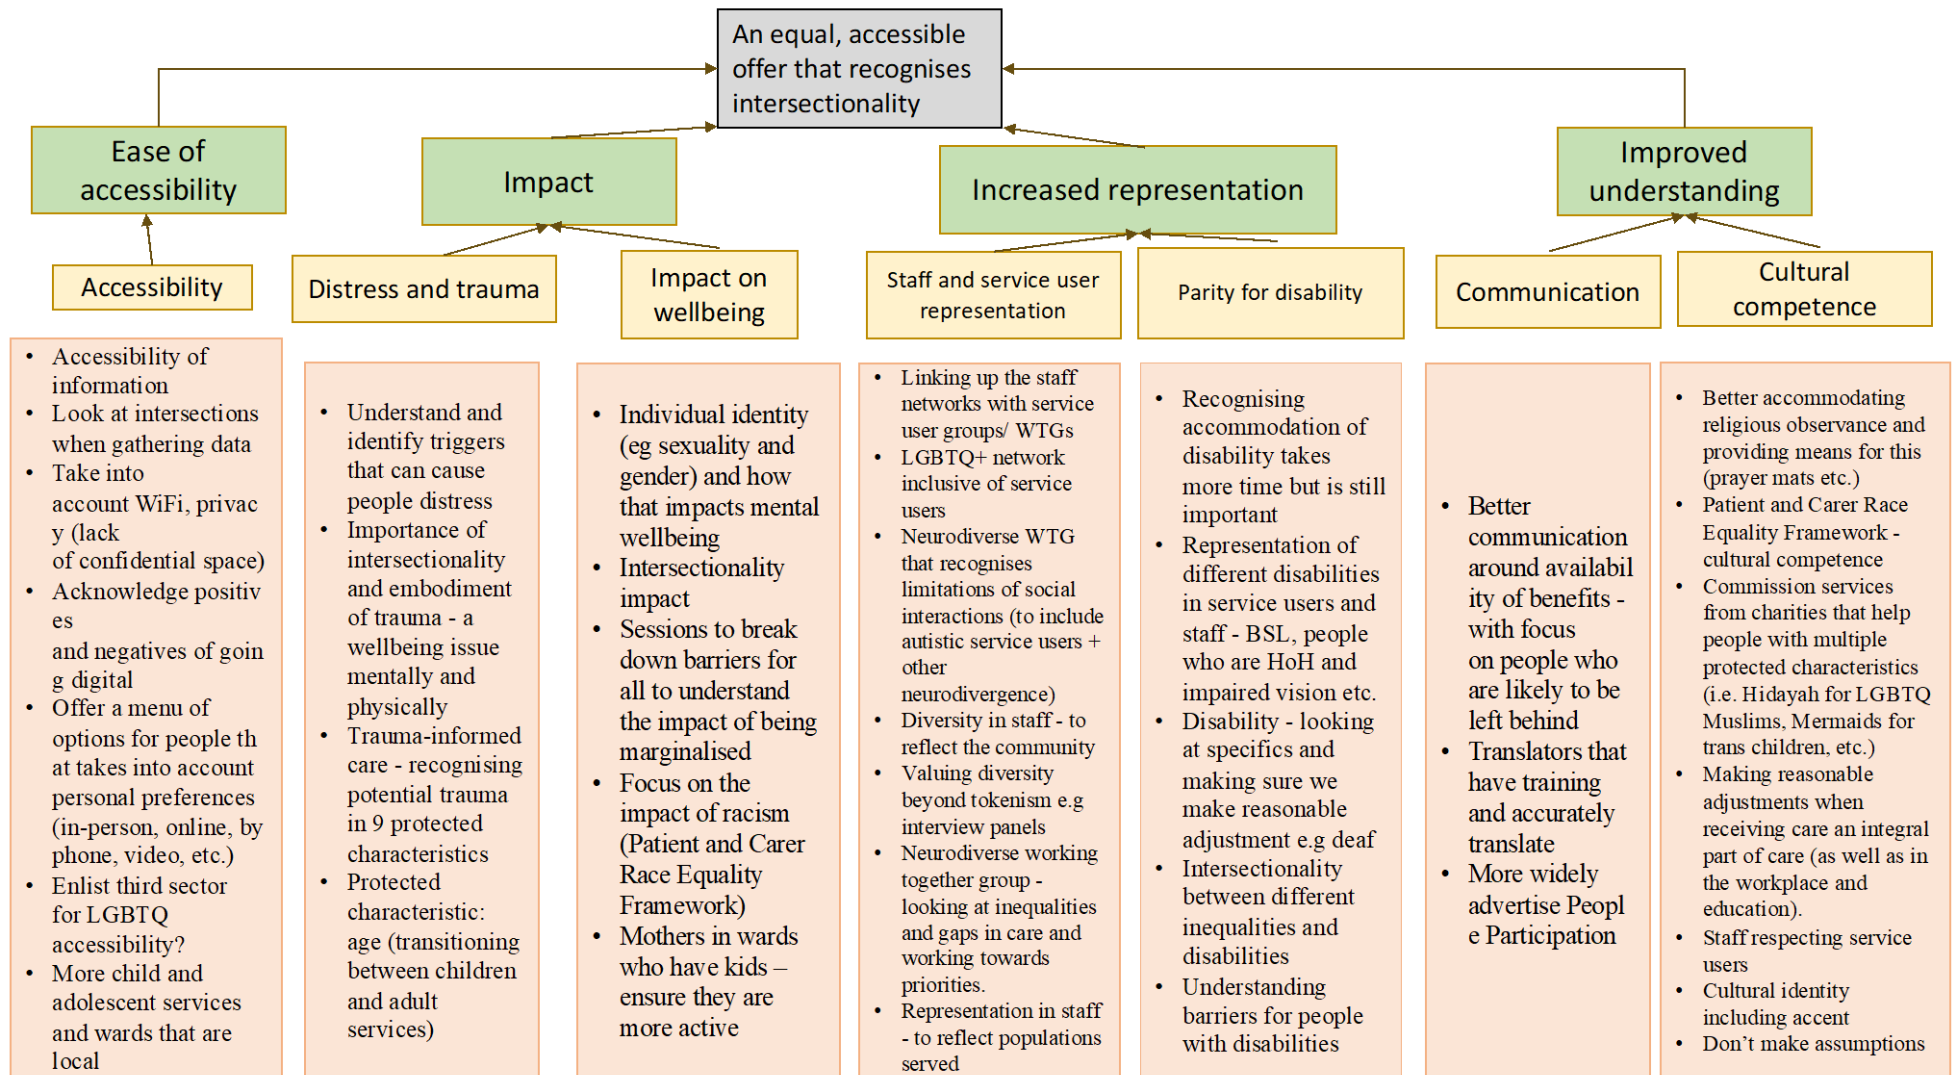 An equal, accessible
offer that recognises
intersectionality
Ease of
accessibility
Impact
Increased representation
Improved
understanding
Accessibility
Distress and trauma
Impact on
wellbeing
Staff and service user
representation
Parity for disability
Communication
Cultural
competence
• Accessibility of
information
• Look at intersections
when gathering data
• Take into
account WiFi, privac
y (lack
of confidential space)
• Acknowledge positiv
es
and negatives of goin
g digital
• Offer a menu of
options for people th
at takes into account
personal preferences
(in-person, online, by
phone, video, etc.)
• Enlist third sector
for LGBTQ
accessibility?
• More child and
adolescent services
and wards that are
local
• Understand and
identify triggers
that can cause
people distress
• Importance of
intersectionality
and embodiment
of trauma - a
wellbeing issue
mentally and
physically
• Trauma-informed
care - recognising
potential trauma
in 9 protected
characteristics
• Protected
characteristic:
age (transitioning
between children
and adult
services)
• Individual identity
(eg sexuality and
gender) and how
that impacts mental
wellbeing
• Intersectionality
impact
• Sessions to break
down barriers for
all to understand
the impact of being
marginalised
• Focus on the
impact of racism
(Patient and Carer
Race Equality
Framework)
• Mothers in wards
who have kids –
ensure they are
more active
• Linking up the staff
networks with service
user groups/ WTGs
• LGBTQ+ network
inclusive of service
users
• Neurodiverse WTG
that recognises
limitations of social
interactions (to include
autistic service users +
other
neurodivergence)
• Diversity in staff - to
reflect the community
• Valuing diversity
beyond tokenism e.g
interview panels
• Neurodiverse working
together group -
looking at inequalities
and gaps in care and
working towards
priorities.
• Representation in staff
- to reflect populations
served
• Recognising
accommodation of
disability takes
more time but is still
important
• Representation of
different disabilities
in service users and
staff - BSL, people
who are HoH and
impaired vision etc.
• Disability - looking
at specifics and
making sure we
make reasonable
adjustment e.g deaf
• Intersectionality
between different
inequalities and
disabilities
• Understanding
barriers for people
with disabilities
• Better
communication
around availabil
ity of benefits -
with focus
on people who
are likely to be
left behind
• Translators that
have training
and accurately
translate
• More widely
advertise Peopl
e Participation
• Better accommodating
religious observance and
providing means for this
(prayer mats etc.)
• Patient and Carer Race
Equality Framework -
cultural competence
• Commission services
from charities that help
people with multiple
protected characteristics
(i.e. Hidayah for LGBTQ
Muslims, Mermaids for
trans children, etc.)
• Making reasonable
adjustments when
receiving care an integral
part of care (as well as in
the workplace and
education).
• Staff respecting service
users
• Cultural identity
including accent
• Don’t make assumptions